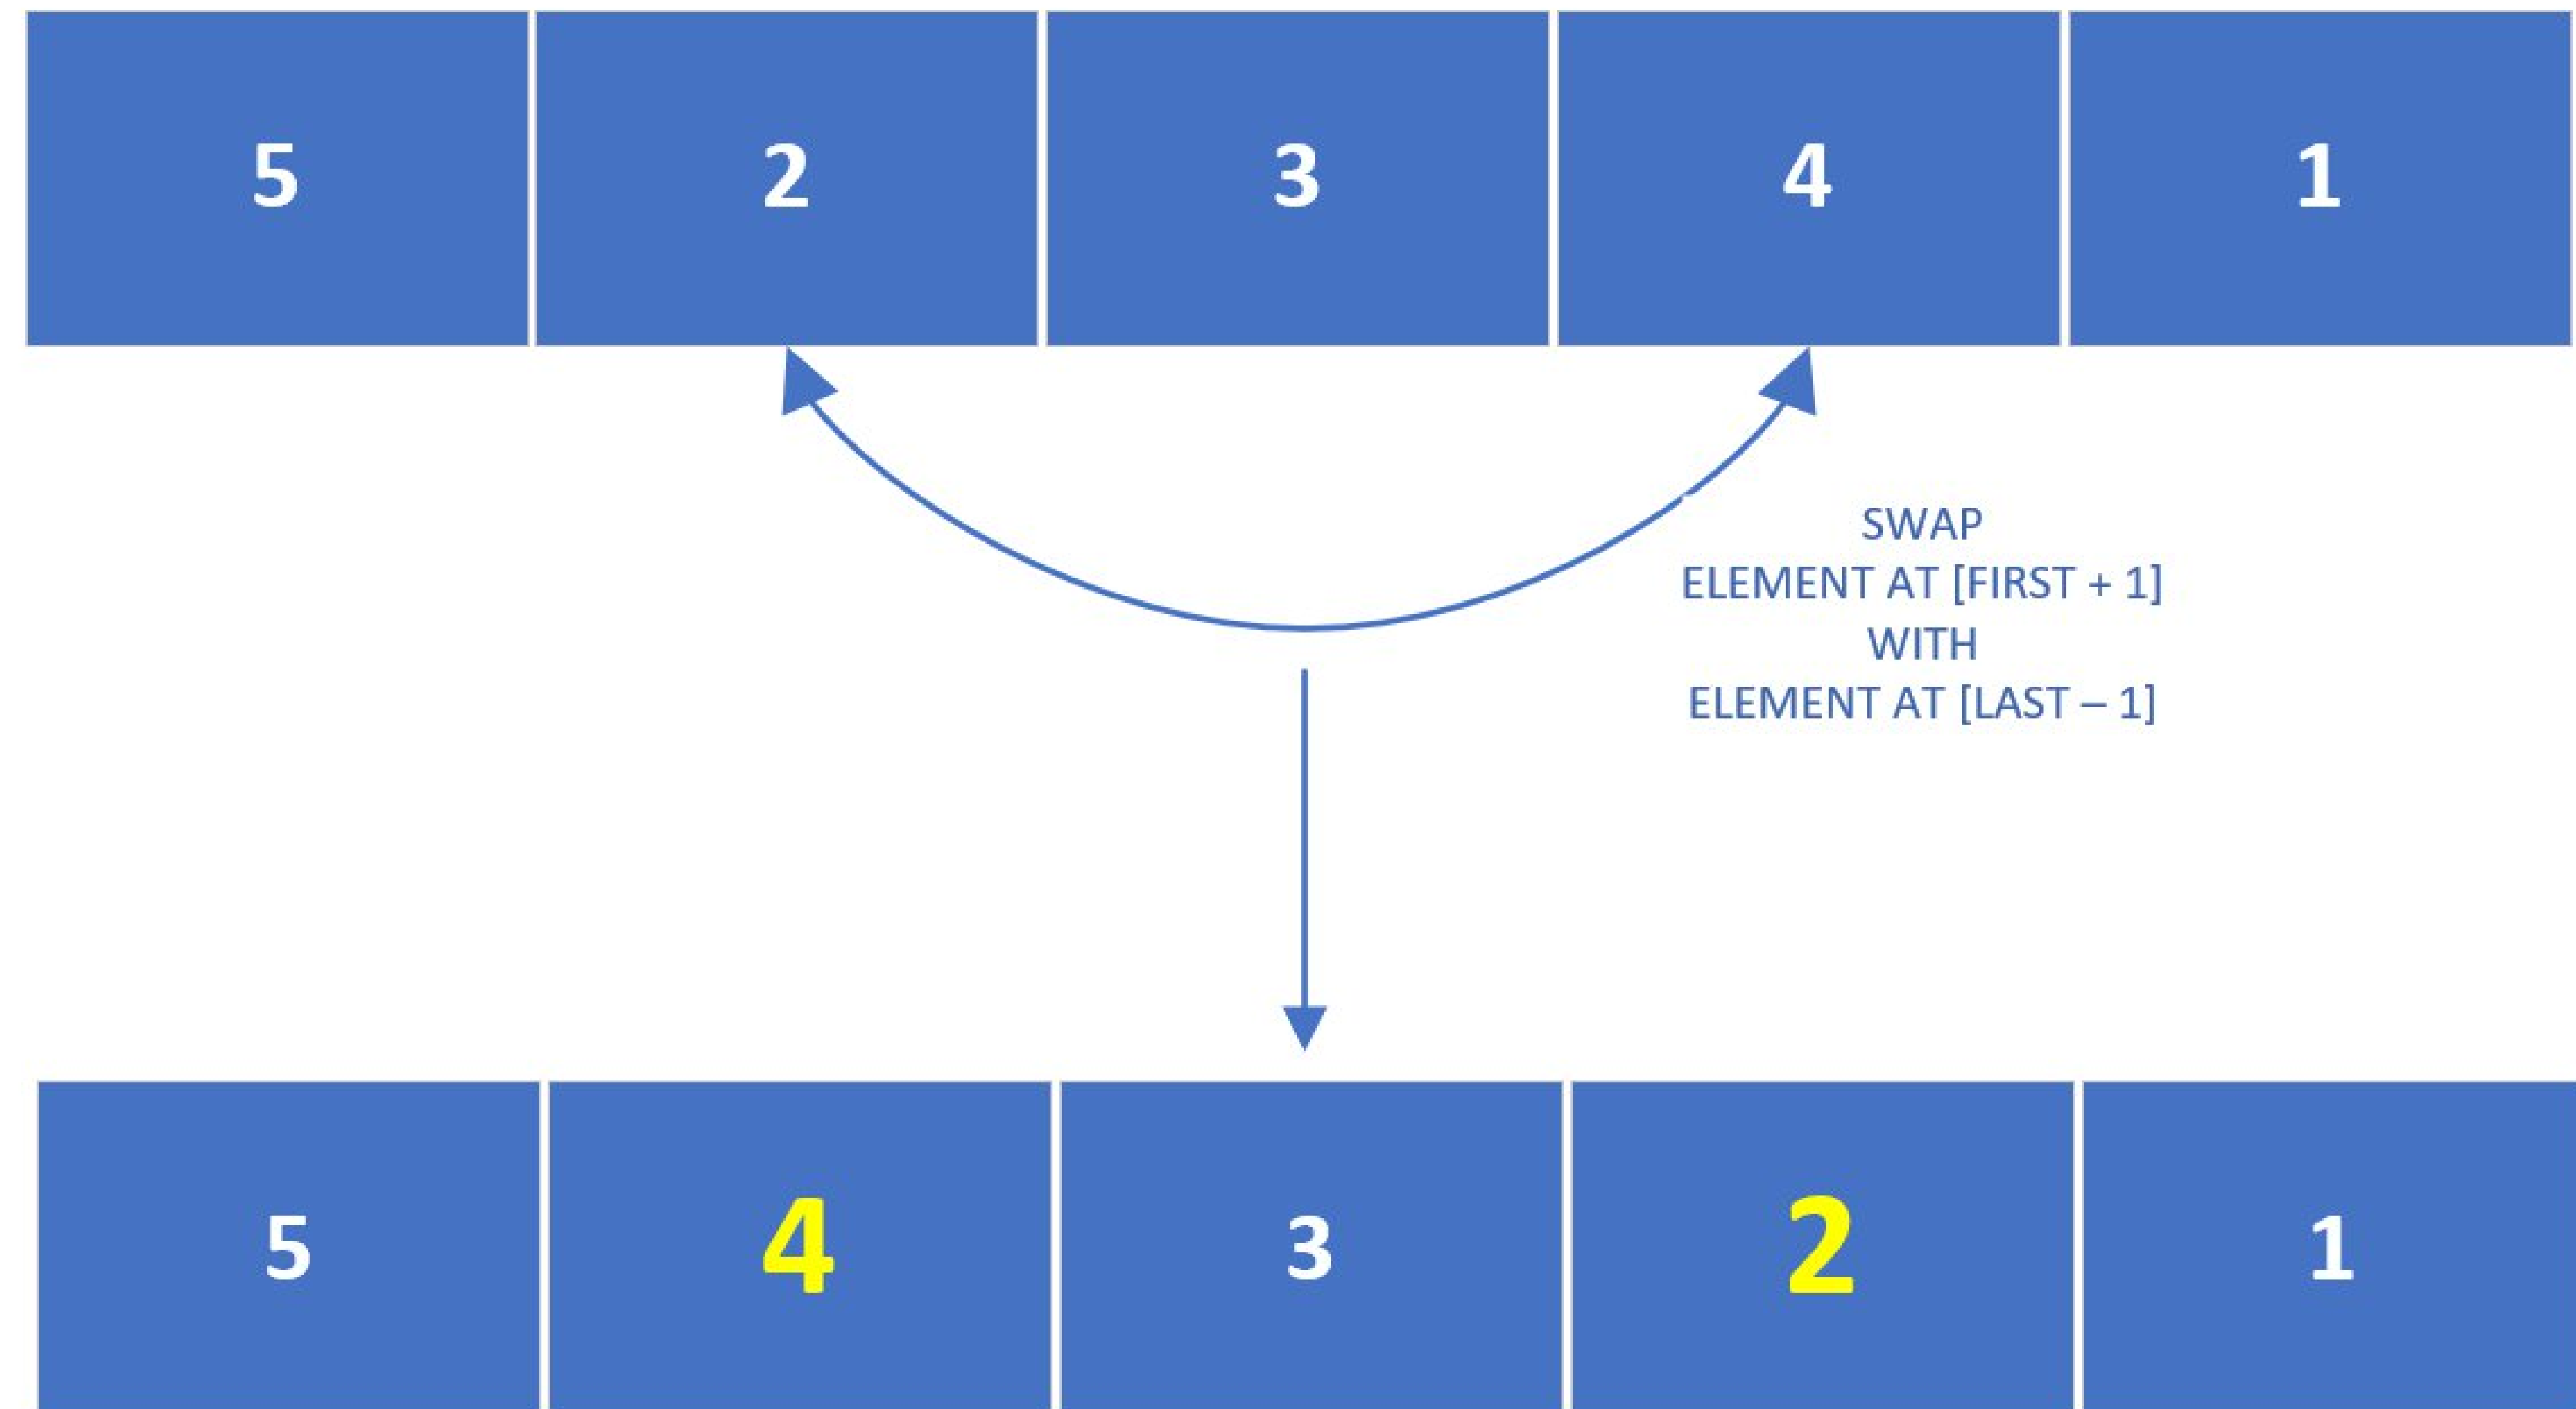 5 2 3 4 1
SWAP
ELEMENT AT [FIRST + 1]
WITH
ELEMENT AT [LAST – 1]
5 4 3 2 1